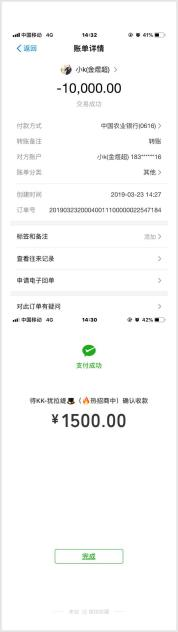 中国移动 4G 14:32 41%
返回 账单详情
小k(金煜超)
-10,000.00
交易成功
付款方式 中国农业银行(0616)
转账备注 转账
对方账户 小k(金煜超) 183******16
账单分类 其他
创建时间 2019-03-23 14:27
订单号 20190323200040011100000022547184
标签和备注 添加
查看往来记录
申请电子回单
对此订单有疑问
中国移动 4G 14:30 42%
支付成功
待KK-犹拉缇🎩（🔥热招商中）确认收款
¥1500.00
完成